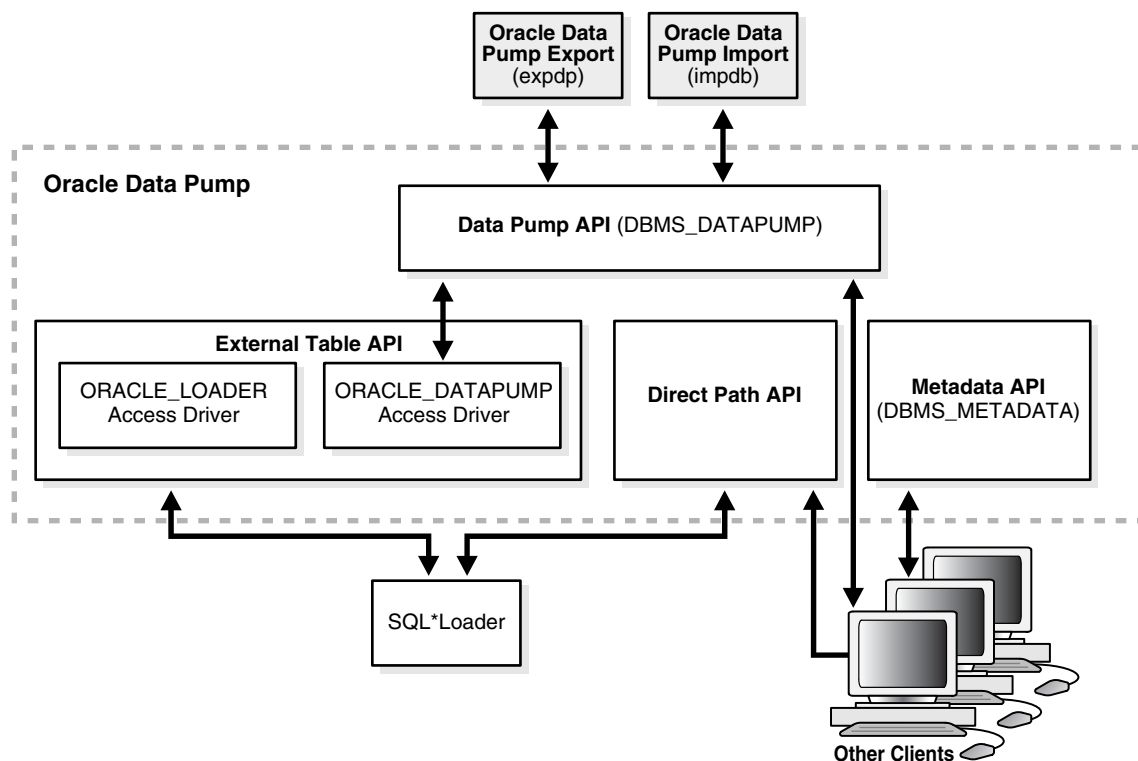 Oracle Data
Pump Export
(expdp)
Oracle Data
Pump Import
(impdb)
Oracle Data Pump
Data Pump API (DBMS_DATAPUMP)
External Table API
ORACLE_LOADER
Access Driver
ORACLE_DATAPUMP
Access Driver
Direct Path API
Metadata API
(DBMS_METADATA)
SQL*Loader
Other Clients